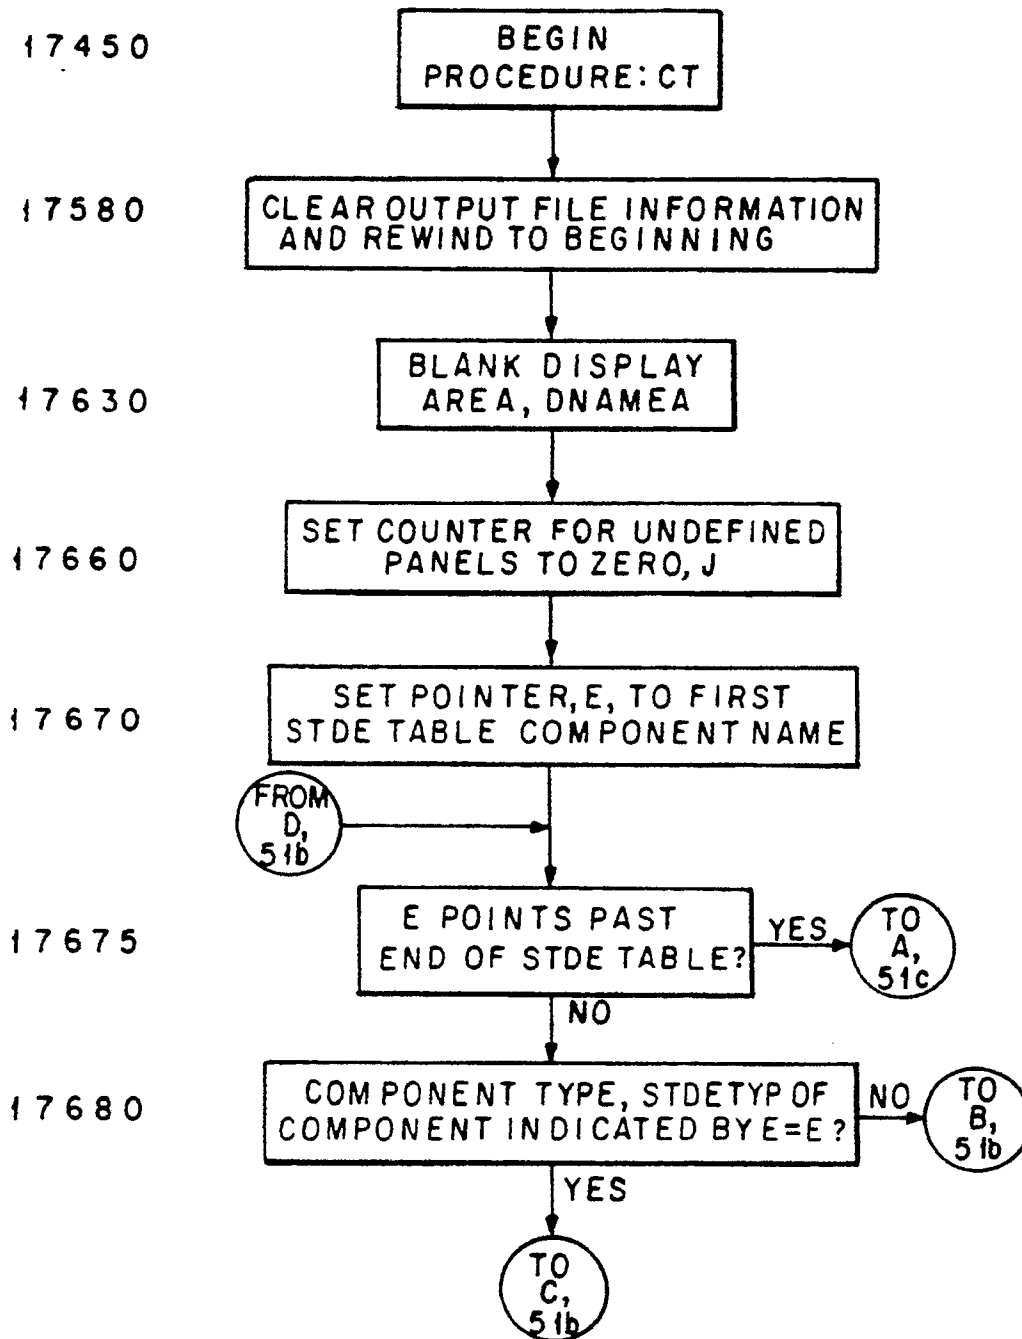 17450
BEGIN
PROCEDURE: CT
17580
CLEAR OUTPUT FILE INFORMATION
AND REWIND TO BEGINNING
17630
BLANK DISPLAY
AREA, DNAMEA
17660
SET COUNTER FOR UNDEFINED
PANELS TO ZERO, J
17670
SET POINTER, E, TO FIRST
STDE TABLE COMPONENT NAME
FROM
D,
51b
17675
E POINTS PAST
END OF STDE TABLE?
YES
TO
A,
51c
NO
17680
COMPONENT TYPE, STDETYP OF
COMPONENT INDICATED BY E=E?
NO
TO
B,
51b
YES
TO
C,
51b